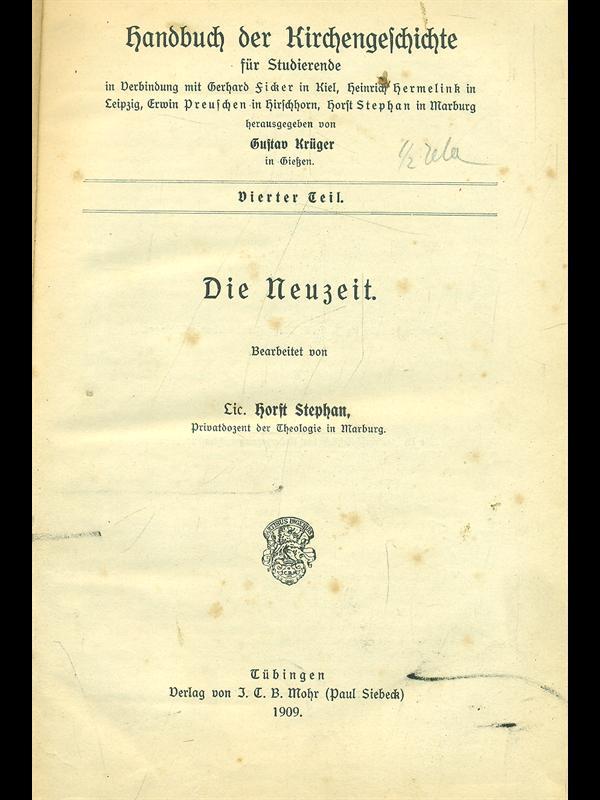 Handbuch der Kirchengeschichte
für Studierende
in Verbindung mit Gerhard Ficker in Kiel, Heinrich Hermelink in
Leipzig, Erwin Preuschen in Hirschhorn, Horst Stephan in Marburg
herausgegeben von
Gustav Krüger
in Gießen.
Vierter Teil.
Die Neuzeit.
Bearbeitet von
Lic. Horst Stephan,
Privatdozent der Theologie in Marburg.
Tübingen
Verlag von J. C. B. Mohr (Paul Siebeck)
1909.